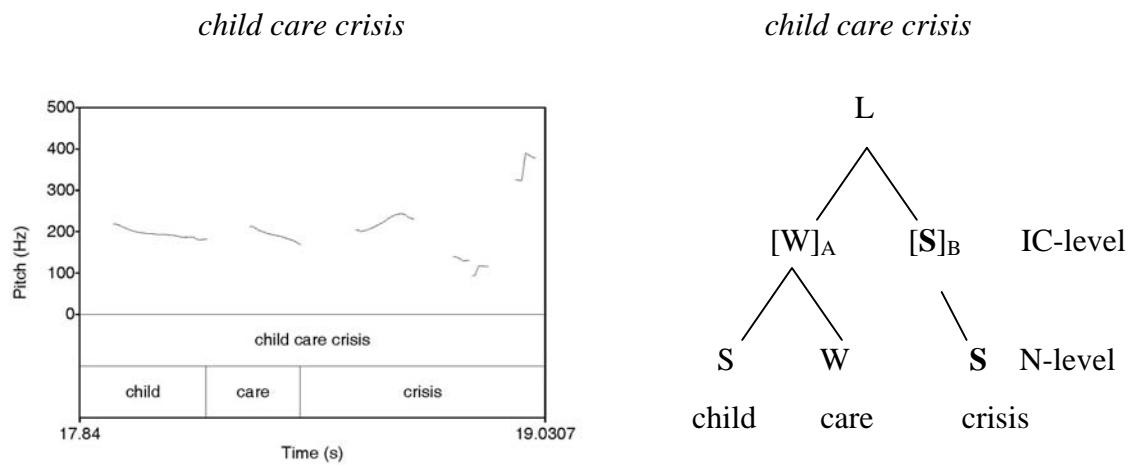 child care crisis
child care crisis
500
400
300
200
100
0
Pitch (Hz)
child care crisis
child care crisis
17.84 19.0307
Time (s)
L
[W]A [S]B IC-level
S W S N-level
child care crisis